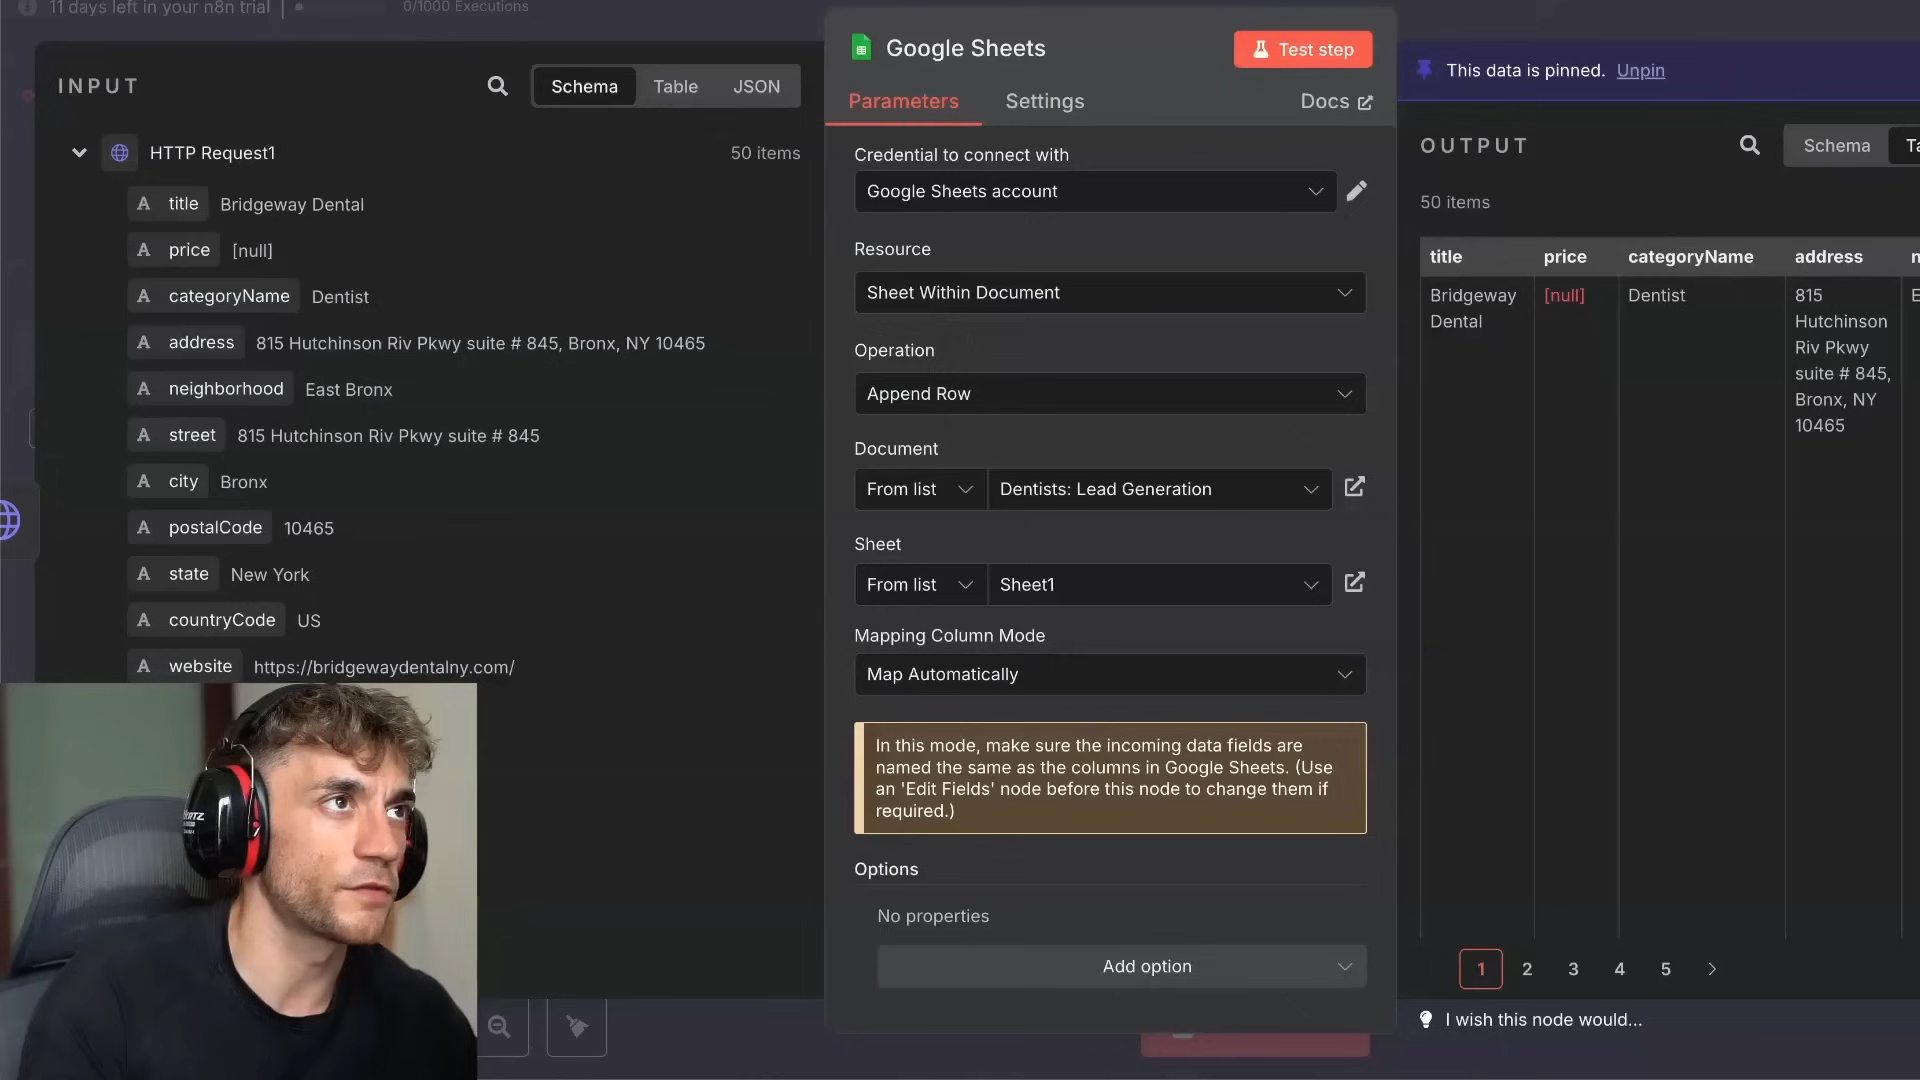 11 days left in your n8n trial
0/1000 Executions
INPUT
Schema
Table
JSON
HTTP Request1
50 items
A title Bridgeway Dental
A price [null]
A categoryName Dentist
A address 815 Hutchinson Riv Pkwy suite # 845, Bronx, NY 10465
A neighborhood East Bronx
A street 815 Hutchinson Riv Pkwy suite # 845
A city Bronx
A postalCode 10465
A state New York
A countryCode US
A website https://bridgewaydentalny.com/
Google Sheets
Test step
Parameters
Settings
Docs
Credential to connect with
Google Sheets account
Resource
Sheet Within Document
Operation
Append Row
Document
From list
Dentists: Lead Generation
Sheet
From list
Sheet1
Mapping Column Mode
Map Automatically
In this mode, make sure the incoming data fields are
named the same as the columns in Google Sheets. (Use
an 'Edit Fields' node before this node to change them if
required.)
Options
No properties
Add option
This data is pinned. Unpin
OUTPUT
Schema
50 items
title price categoryName address
Bridgeway
Dental
[null]
Dentist
815
Hutchinson
Riv Pkwy
suite # 845,
Bronx, NY
10465
1 2 3 4 5
I wish this node would...